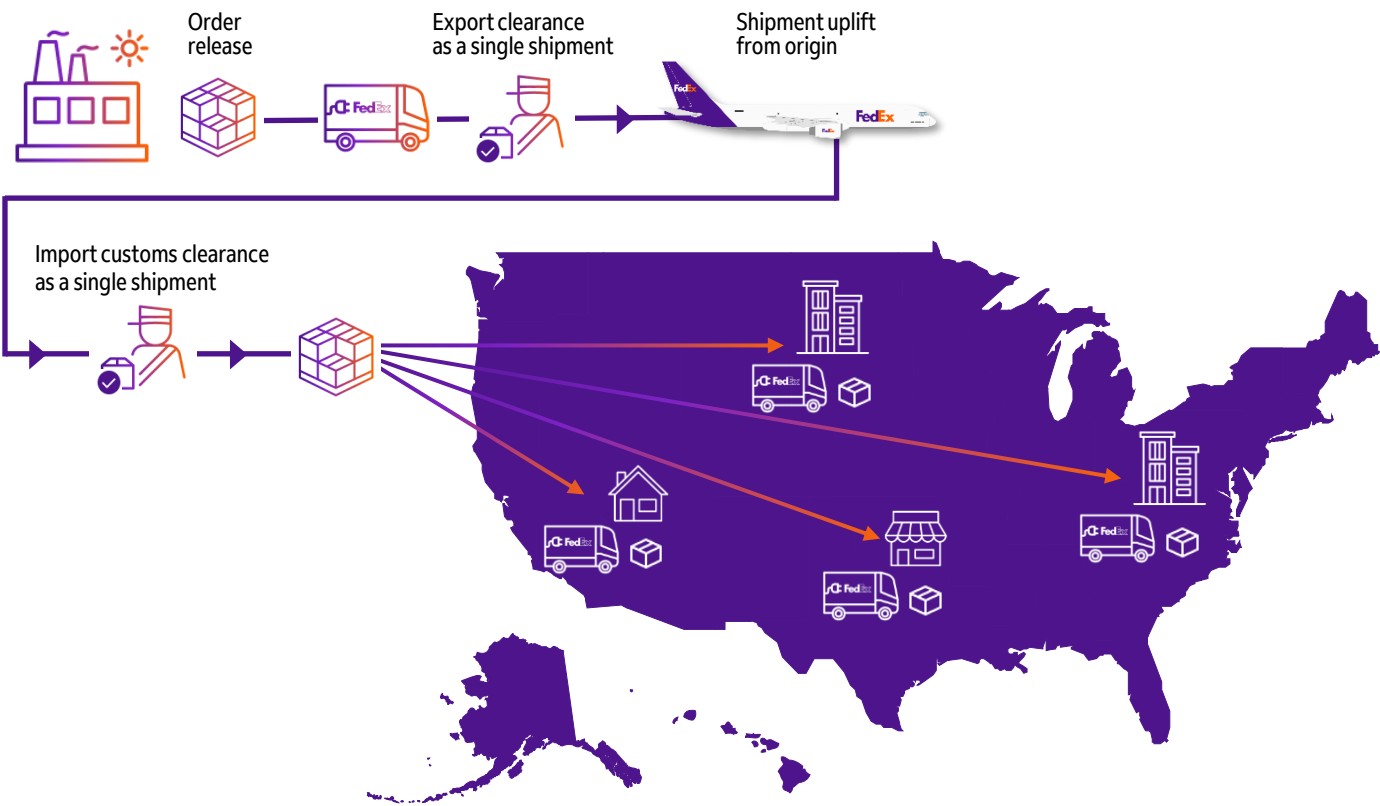 Order
release
Export clearance
as a single shipment
Shipment uplift
from origin
FedEx
FedEx
FedEx
FedEx
Import customs clearance
as a single shipment
FedEx
FedEx
FedEx
FedEx